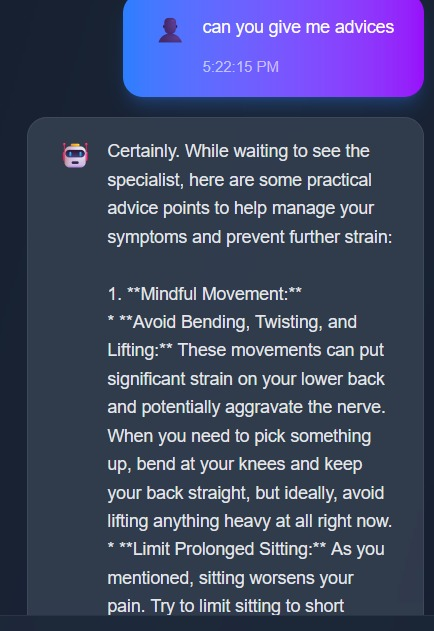 can you give me advices
5:22:15 PM
Certainly. While waiting to see the
specialist, here are some practical
advice points to help manage your
symptoms and prevent further strain:
1. **Mindful Movement:**
* **Avoid Bending, Twisting, and
Lifting:** These movements can put
significant strain on your lower back
and potentially aggravate the nerve.
When you need to pick something
up, bend at your knees and keep
your back straight, but ideally, avoid
lifting anything heavy at all right now.
* **Limit Prolonged Sitting:** As you
mentioned, sitting worsens your
pain. Try to limit sitting to short